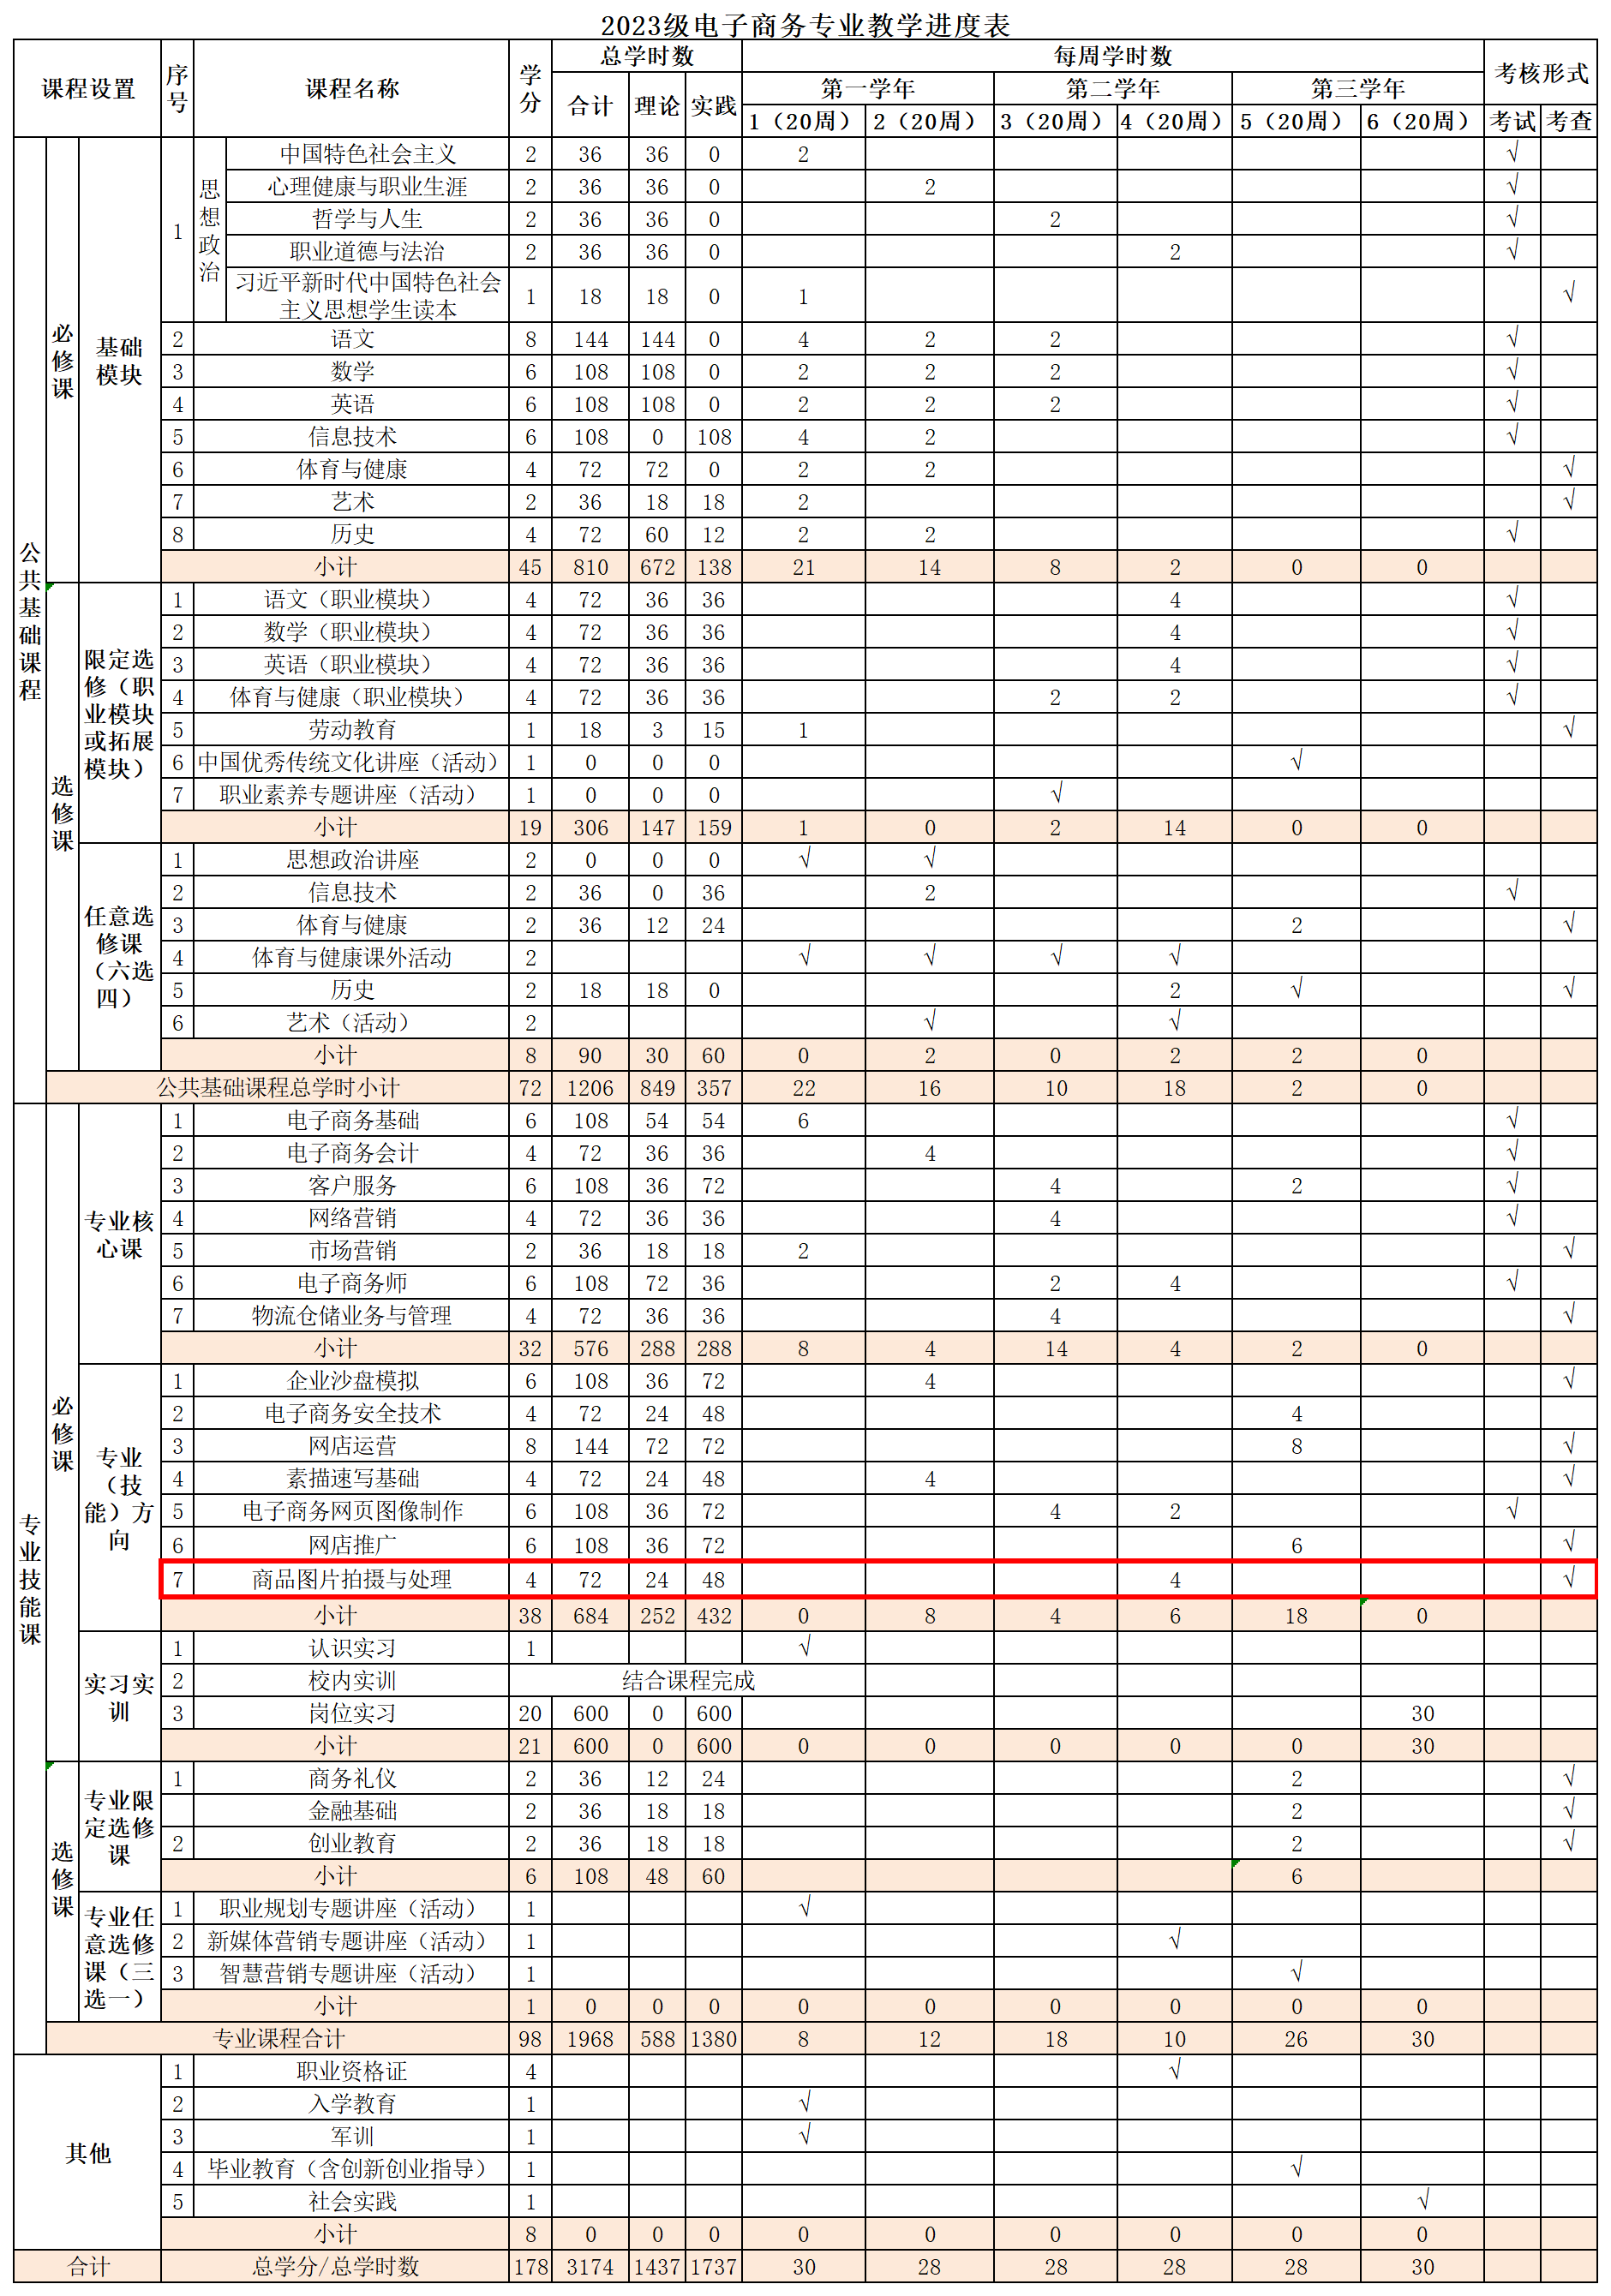 2023级电子商务专业教学进度表
课程设置 序号 课程名称 学分 总学时数 每周学时数 考核形式
合计 理论 实践 第一学年 第二学年 第三学年
1（20周） 2（20周） 3（20周） 4（20周） 5（20周） 6（20周） 考试 考查
公共基础课程 必修课 基础模块 1 思想政治 中国特色社会主义 2 36 36 0 2 √
心理健康与职业生涯 2 36 36 0 2 √
哲学与人生 2 36 36 0 2 √
职业道德与法治 2 36 36 0 2 √
习近平新时代中国特色社会主义思想学生读本 1 18 18 0 1 √
2 语文 8 144 144 0 4 2 2 √
3 数学 6 108 108 0 2 2 2 √
4 英语 6 108 108 0 2 2 2 √
5 信息技术 6 108 0 108 4 2 √
6 体育与健康 4 72 72 0 2 2 √
7 艺术 2 36 18 18 2 √
8 历史 4 72 60 12 2 2 √
小计 45 810 672 138 21 14 8 2 0 0
选修课 限定选修（职业模块或拓展模块） 1 语文（职业模块） 4 72 36 36 4 √
2 数学（职业模块） 4 72 36 36 4 √
3 英语（职业模块） 4 72 36 36 4 √
4 体育与健康（职业模块） 4 72 36 36 2 2 √
5 劳动教育 1 18 3 15 1 √
6 中国优秀传统文化讲座（活动） 1 0 0 0 √
7 职业素养专题讲座（活动） 1 0 0 0 √
小计 19 306 147 159 1 0 2 14 0 0
任意选修课（六选四） 1 思想政治讲座 2 0 0 0 √ √
2 信息技术 2 36 0 36 2 √
3 体育与健康 2 36 12 24 2 √
4 体育与健康课外活动 2 √ √ √ √
5 历史 2 18 18 0 2 √ √
6 艺术（活动） 2 √ √
小计 8 90 30 60 0 2 0 2 2 0
公共基础课程总学时小计 72 1206 849 357 22 16 10 18 2 0
专业技能课 必修课 专业核心课 1 电子商务基础 6 108 54 54 6 √
2 电子商务会计 4 72 36 36 4 √
3 客户服务 6 108 36 72 4 2 √
4 网络营销 4 72 36 36 4 √
5 市场营销 2 36 18 18 2 √
6 电子商务师 6 108 72 36 2 4 √
7 物流仓储业务与管理 4 72 36 36 4 √
小计 32 576 288 288 8 4 14 4 2 0
专业（技能）方向 1 企业沙盘模拟 6 108 36 72 4 √
2 电子商务安全技术 4 72 24 48 4
3 网店运营 8 144 72 72 8 √
4 素描速写基础 4 72 24 48 4 √
5 电子商务网页图像制作 6 108 36 72 4 2 √
6 网店推广 6 108 36 72 6 √
7 商品图片拍摄与处理 4 72 24 48 4 √
小计 38 684 252 432 0 8 4 6 18 0
实习实训 1 认识实习 1 √
2 校内实训 结合课程完成
3 岗位实习 20 600 0 600 30
小计 21 600 0 600 0 0 0 0 0 30
选修课 专业限定选修课 1 商务礼仪 2 36 12 24 2 √
金融基础 2 36 18 18 2 √
2 创业教育 2 36 18 18 2 √
小计 6 108 48 60 6
专业任意选修课（三选一） 1 职业规划专题讲座（活动） 1 √
2 新媒体营销专题讲座（活动） 1 √
3 智慧营销专题讲座（活动） 1 √
小计 1 0 0 0 0 0 0 0 0 0
专业课程合计 98 1968 588 1380 8 12 18 10 26 30
其他 1 职业资格证 4 √
2 入学教育 1 √
3 军训 1 √
4 毕业教育（含创新创业指导） 1 √
5 社会实践 1 √
小计 8 0 0 0 0 0 0 0 0 0
合计 总学分/总学时数 178 3174 1437 1737 30 28 28 28 28 30